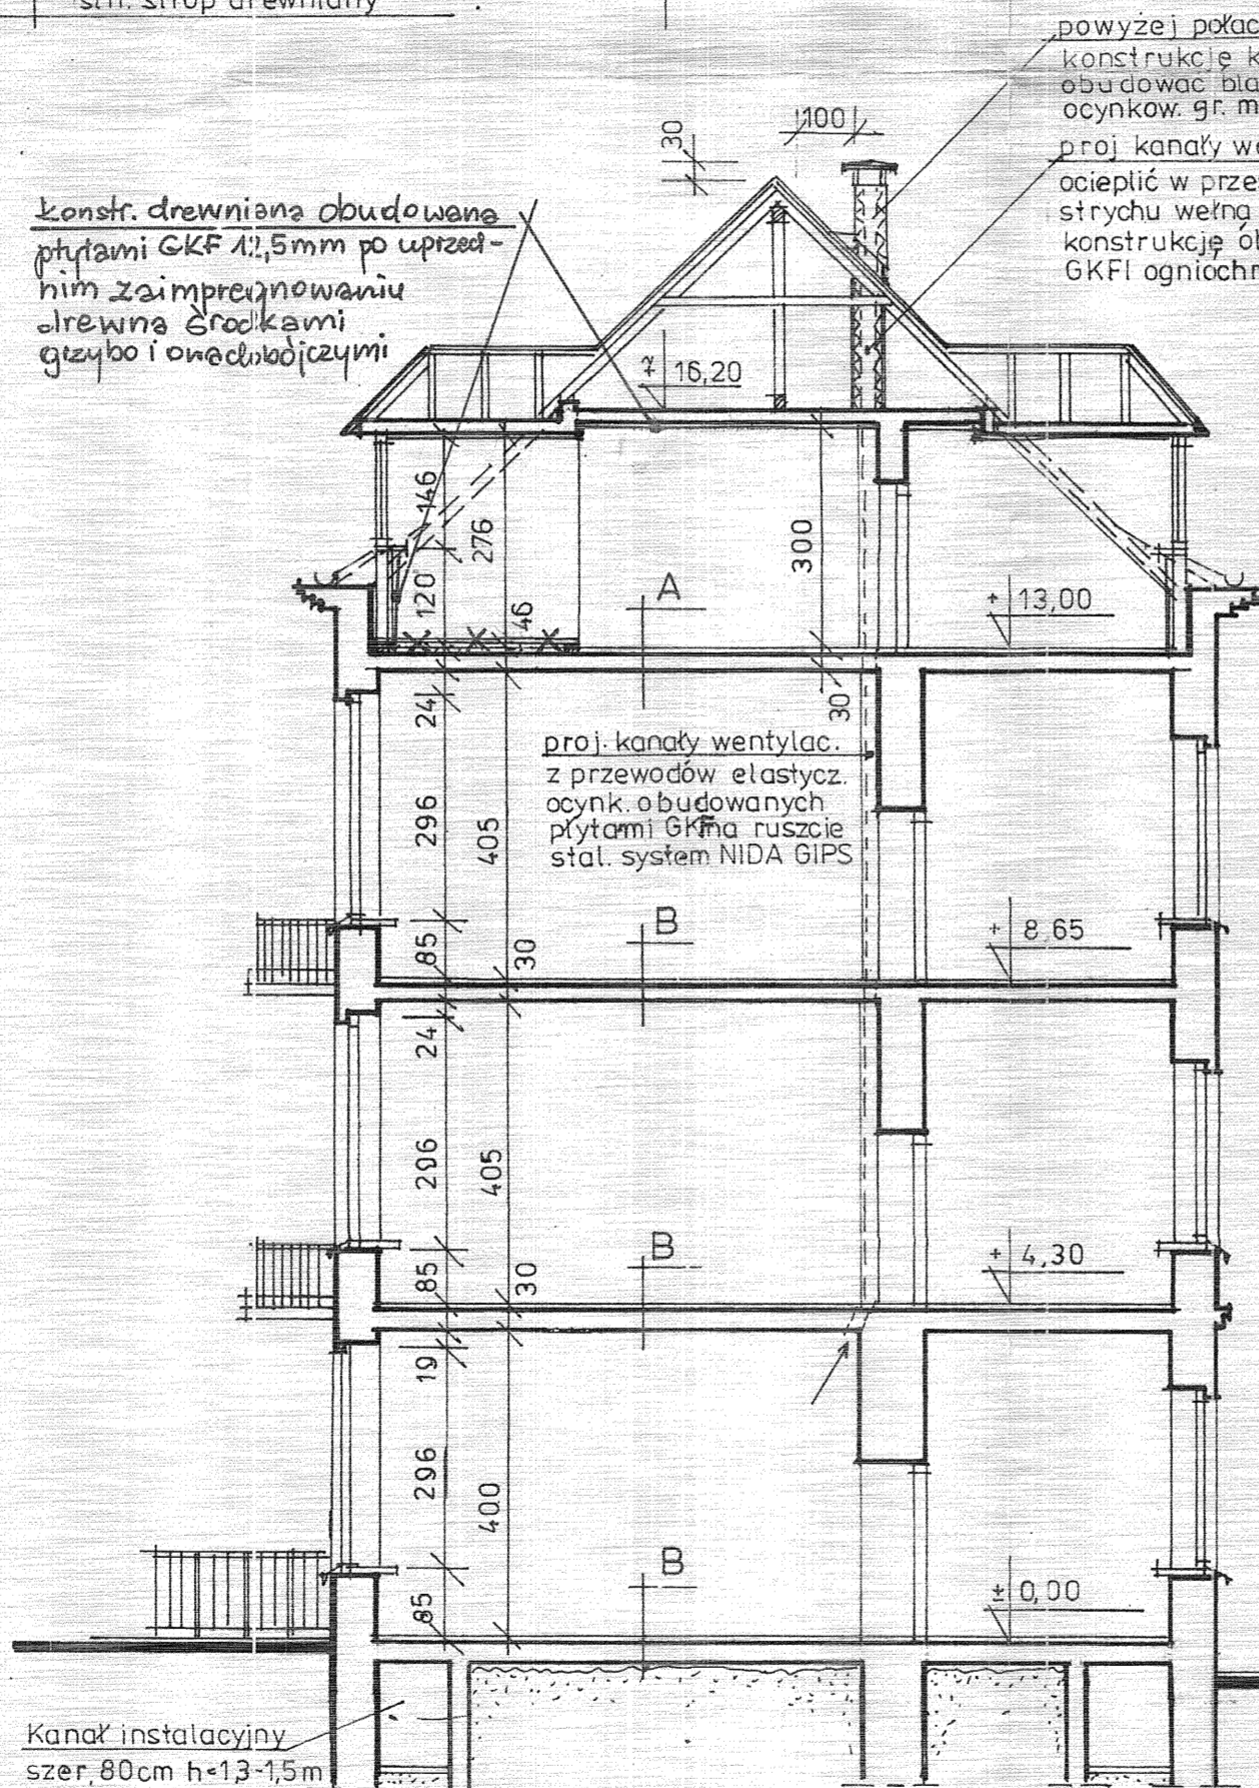 str. strop drewniany
powyżej połac
konstrukcję k
obudować bla
ocynkow. gr. m
proj kanały we
ocieplić w prze
strychu wełną
konstrukcję ob
GKFI ogniochr
100
30
konstr. drewniana obudowana
płytami GKF 12,5mm po uprzed-
nim zaimpregnowaniu
drewna środkami
grzybo i owadobójczymi
+ 16,20
146
276
300
120
46
A
+ 13,00
24
30
proj. kanały wentylac.
z przewodów elastycz.
ocynk. obudowanych
płytami GKF na ruszcie
stal. system NIDA GIPS
296
405
B
+ 8,65
85
30
24
296
405
B
+ 4,30
85
30
19
296
400
B
± 0,00
85
Kanał instalacyjny
szer. 80cm h=1,3-1,5m